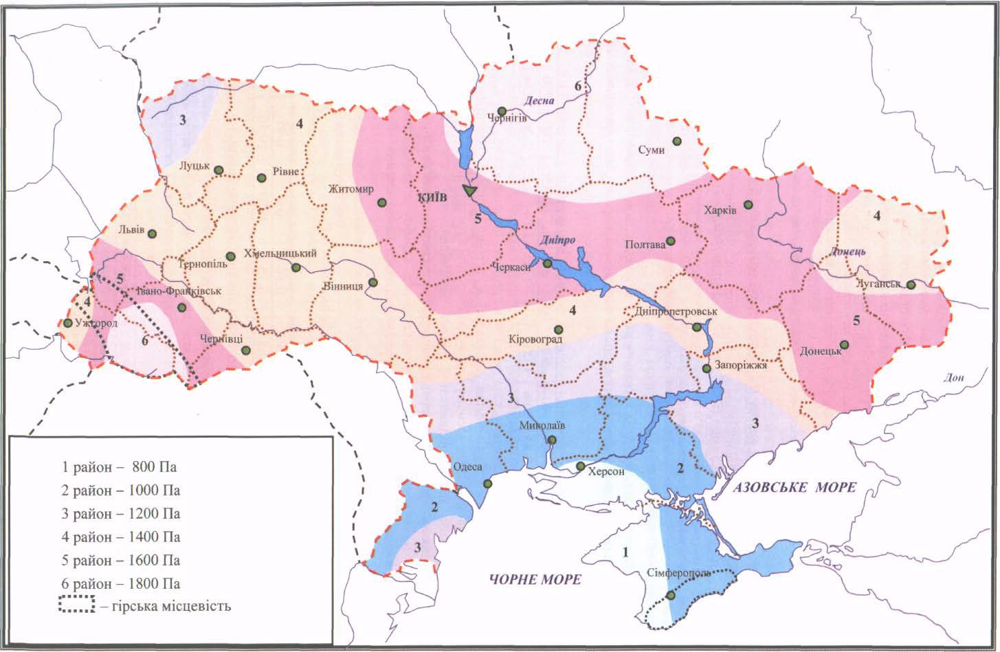 6
Десна
Чернігів
3
4
Суми
Луцьк
Рівне
Житомир
КИЇВ
Харків
4
5
Львів
Дніпро
Полтава
Донець
Тернопіль
Хмельницький
Черкаси
5
Івано-Франківськ
Вінниця
Луганськ
4
4
Дніпропетровськ
Ужгород
5
6
Чернівці
Кіровоград
Донецьк
Запоріжжя
Дон
3
Миколаїв
3
Одеса
Херсон
2
АЗОВСЬКЕ МОРЕ
2
3
1
Сімферополь
ЧОРНЕ МОРЕ
1 район – 800 Па
2 район – 1000 Па
3 район – 1200 Па
4 район – 1400 Па
5 район – 1600 Па
6 район – 1800 Па
– гірська місцевість